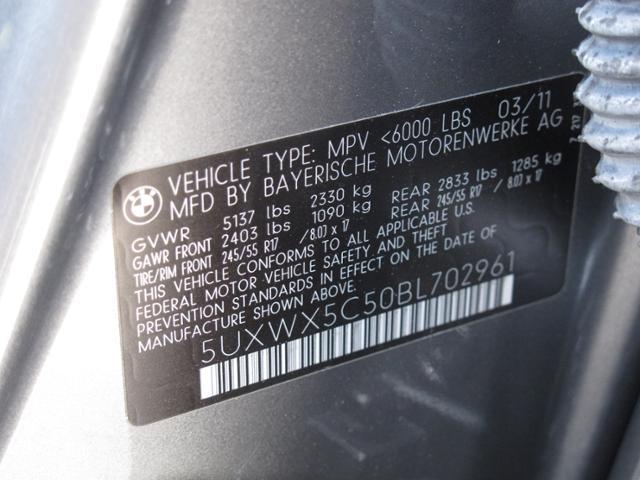 VEHICLE TYPE: MPV <6000 LBS 03/11
MFD BY BAYERISCHE MOTORENWERKE AG
GVWR 5137 lbs 2330 kg
GAWR FRONT 2403 lbs 1090 kg REAR 2833 lbs 1285 kg
TIRE/RIM FRONT 245/55 R17 /8.0J x 17 REAR 245/55 R17 /8.0J x 17
THIS VEHICLE CONFORMS TO ALL APPLICABLE U.S.
FEDERAL MOTOR VEHICLE SAFETY, BUMPER, AND THEFT
PREVENTION STANDARDS IN EFFECT ON THE DATE OF
MANUFACTURE SHOWN ABOVE.
5UXWX5C50BL702961